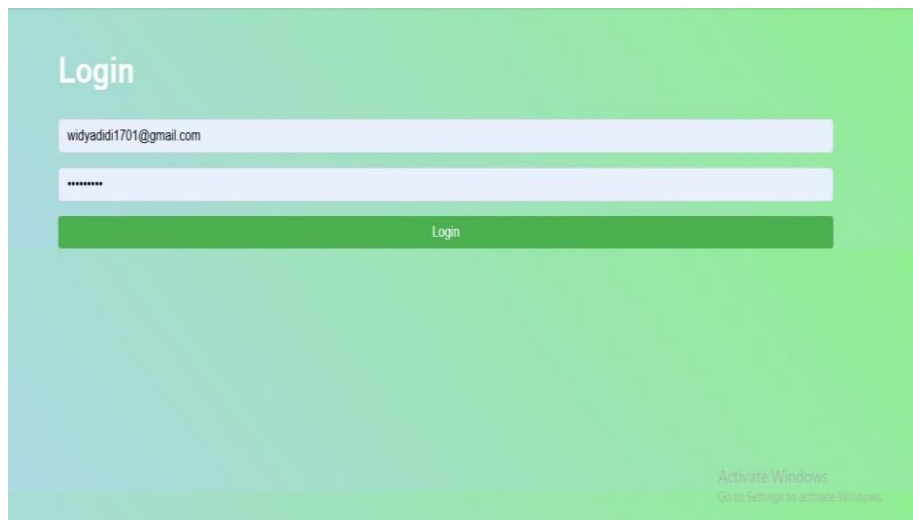 Login
widyadidi1701@gmail.com
•••••••••
Login
Activate Windows
Go to Settings to activate Windows.